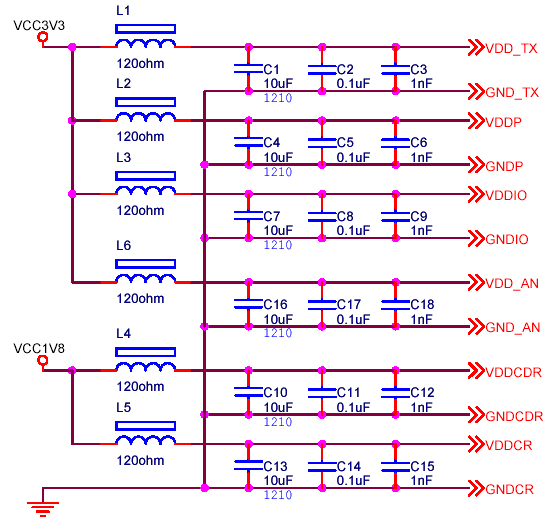 L1
VCC3V3
VDD_TX
120ohm
C1 C2 C3
10uF 0.1uF 1nF
1210
L2
GND_TX
VDDP
120ohm
C4 C5 C6
10uF 0.1uF 1nF
1210
L3
GNDP
VDDIO
120ohm
C7 C8 C9
10uF 0.1uF 1nF
1210
GNDIO
L6
VDD_AN
120ohm
C16 C17 C18
10uF 0.1uF 1nF
1210
GND_AN
L4
VCC1V8
VDDCDR
120ohm
C10 C11 C12
10uF 0.1uF 1nF
1210
L5
GNDCDR
VDDCR
120ohm
C13 C14 C15
10uF 0.1uF 1nF
1210
GNDCR